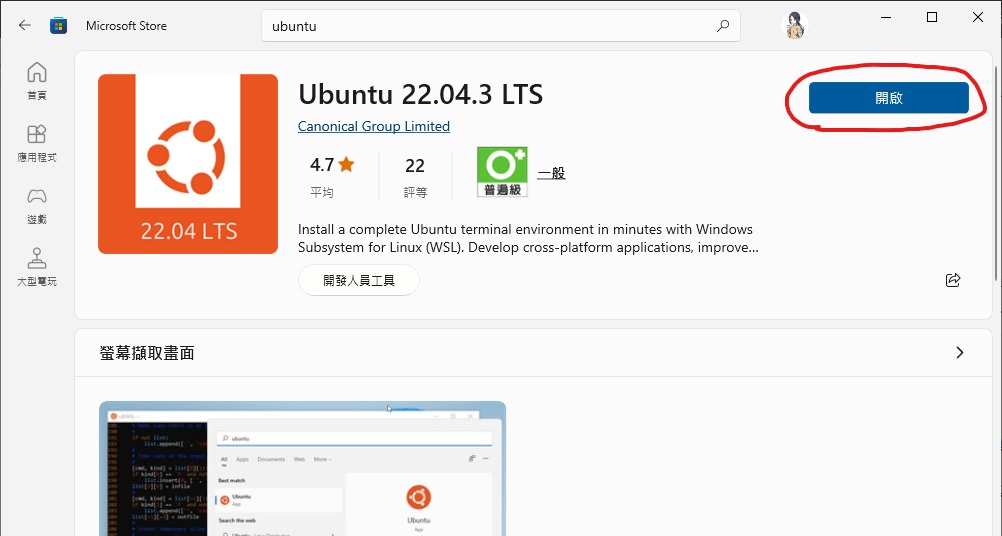 Microsoft Store
ubuntu
首頁
應用程式
遊戲
大型電玩
22.04 LTS
Ubuntu 22.04.3 LTS
Canonical Group Limited
開啟
4.7
平均
22
評等
普遍級
一般
Install a complete Ubuntu terminal environment in minutes with Windows
Subsystem for Linux (WSL). Develop cross-platform applications, improve...
開發人員工具
螢幕擷取畫面
if not list:
ubuntu
All Apps Documents Web More
Best match
Ubuntu
App
Search the web
Ubuntu
App